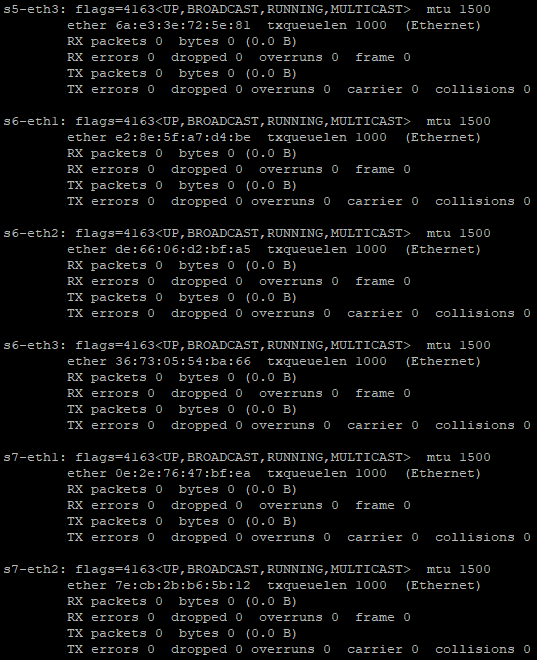 s5-eth3: flags=4163<UP,BROADCAST,RUNNING,MULTICAST>  mtu 1500
        ether 6a:e3:3e:72:5e:81  txqueuelen 1000  (Ethernet)
        RX packets 0  bytes 0 (0.0 B)
        RX errors 0  dropped 0  overruns 0  frame 0
        TX packets 0  bytes 0 (0.0 B)
        TX errors 0  dropped 0 overruns 0  carrier 0  collisions 0

s6-eth1: flags=4163<UP,BROADCAST,RUNNING,MULTICAST>  mtu 1500
        ether e2:8e:5f:a7:d4:be  txqueuelen 1000  (Ethernet)
        RX packets 0  bytes 0 (0.0 B)
        RX errors 0  dropped 0  overruns 0  frame 0
        TX packets 0  bytes 0 (0.0 B)
        TX errors 0  dropped 0 overruns 0  carrier 0  collisions 0

s6-eth2: flags=4163<UP,BROADCAST,RUNNING,MULTICAST>  mtu 1500
        ether de:66:06:d2:bf:a5  txqueuelen 1000  (Ethernet)
        RX packets 0  bytes 0 (0.0 B)
        RX errors 0  dropped 0  overruns 0  frame 0
        TX packets 0  bytes 0 (0.0 B)
        TX errors 0  dropped 0 overruns 0  carrier 0  collisions 0

s6-eth3: flags=4163<UP,BROADCAST,RUNNING,MULTICAST>  mtu 1500
        ether 36:73:05:54:ba:66  txqueuelen 1000  (Ethernet)
        RX packets 0  bytes 0 (0.0 B)
        RX errors 0  dropped 0  overruns 0  frame 0
        TX packets 0  bytes 0 (0.0 B)
        TX errors 0  dropped 0 overruns 0  carrier 0  collisions 0

s7-eth1: flags=4163<UP,BROADCAST,RUNNING,MULTICAST>  mtu 1500
        ether 0e:2e:76:47:bf:ea  txqueuelen 1000  (Ethernet)
        RX packets 0  bytes 0 (0.0 B)
        RX errors 0  dropped 0  overruns 0  frame 0
        TX packets 0  bytes 0 (0.0 B)
        TX errors 0  dropped 0 overruns 0  carrier 0  collisions 0

s7-eth2: flags=4163<UP,BROADCAST,RUNNING,MULTICAST>  mtu 1500
        ether 7e:cb:2b:b6:5b:12  txqueuelen 1000  (Ethernet)
        RX packets 0  bytes 0 (0.0 B)
        RX errors 0  dropped 0  overruns 0  frame 0
        TX packets 0  bytes 0 (0.0 B)
        TX errors 0  dropped 0 overruns 0  carrier 0  collisions 0